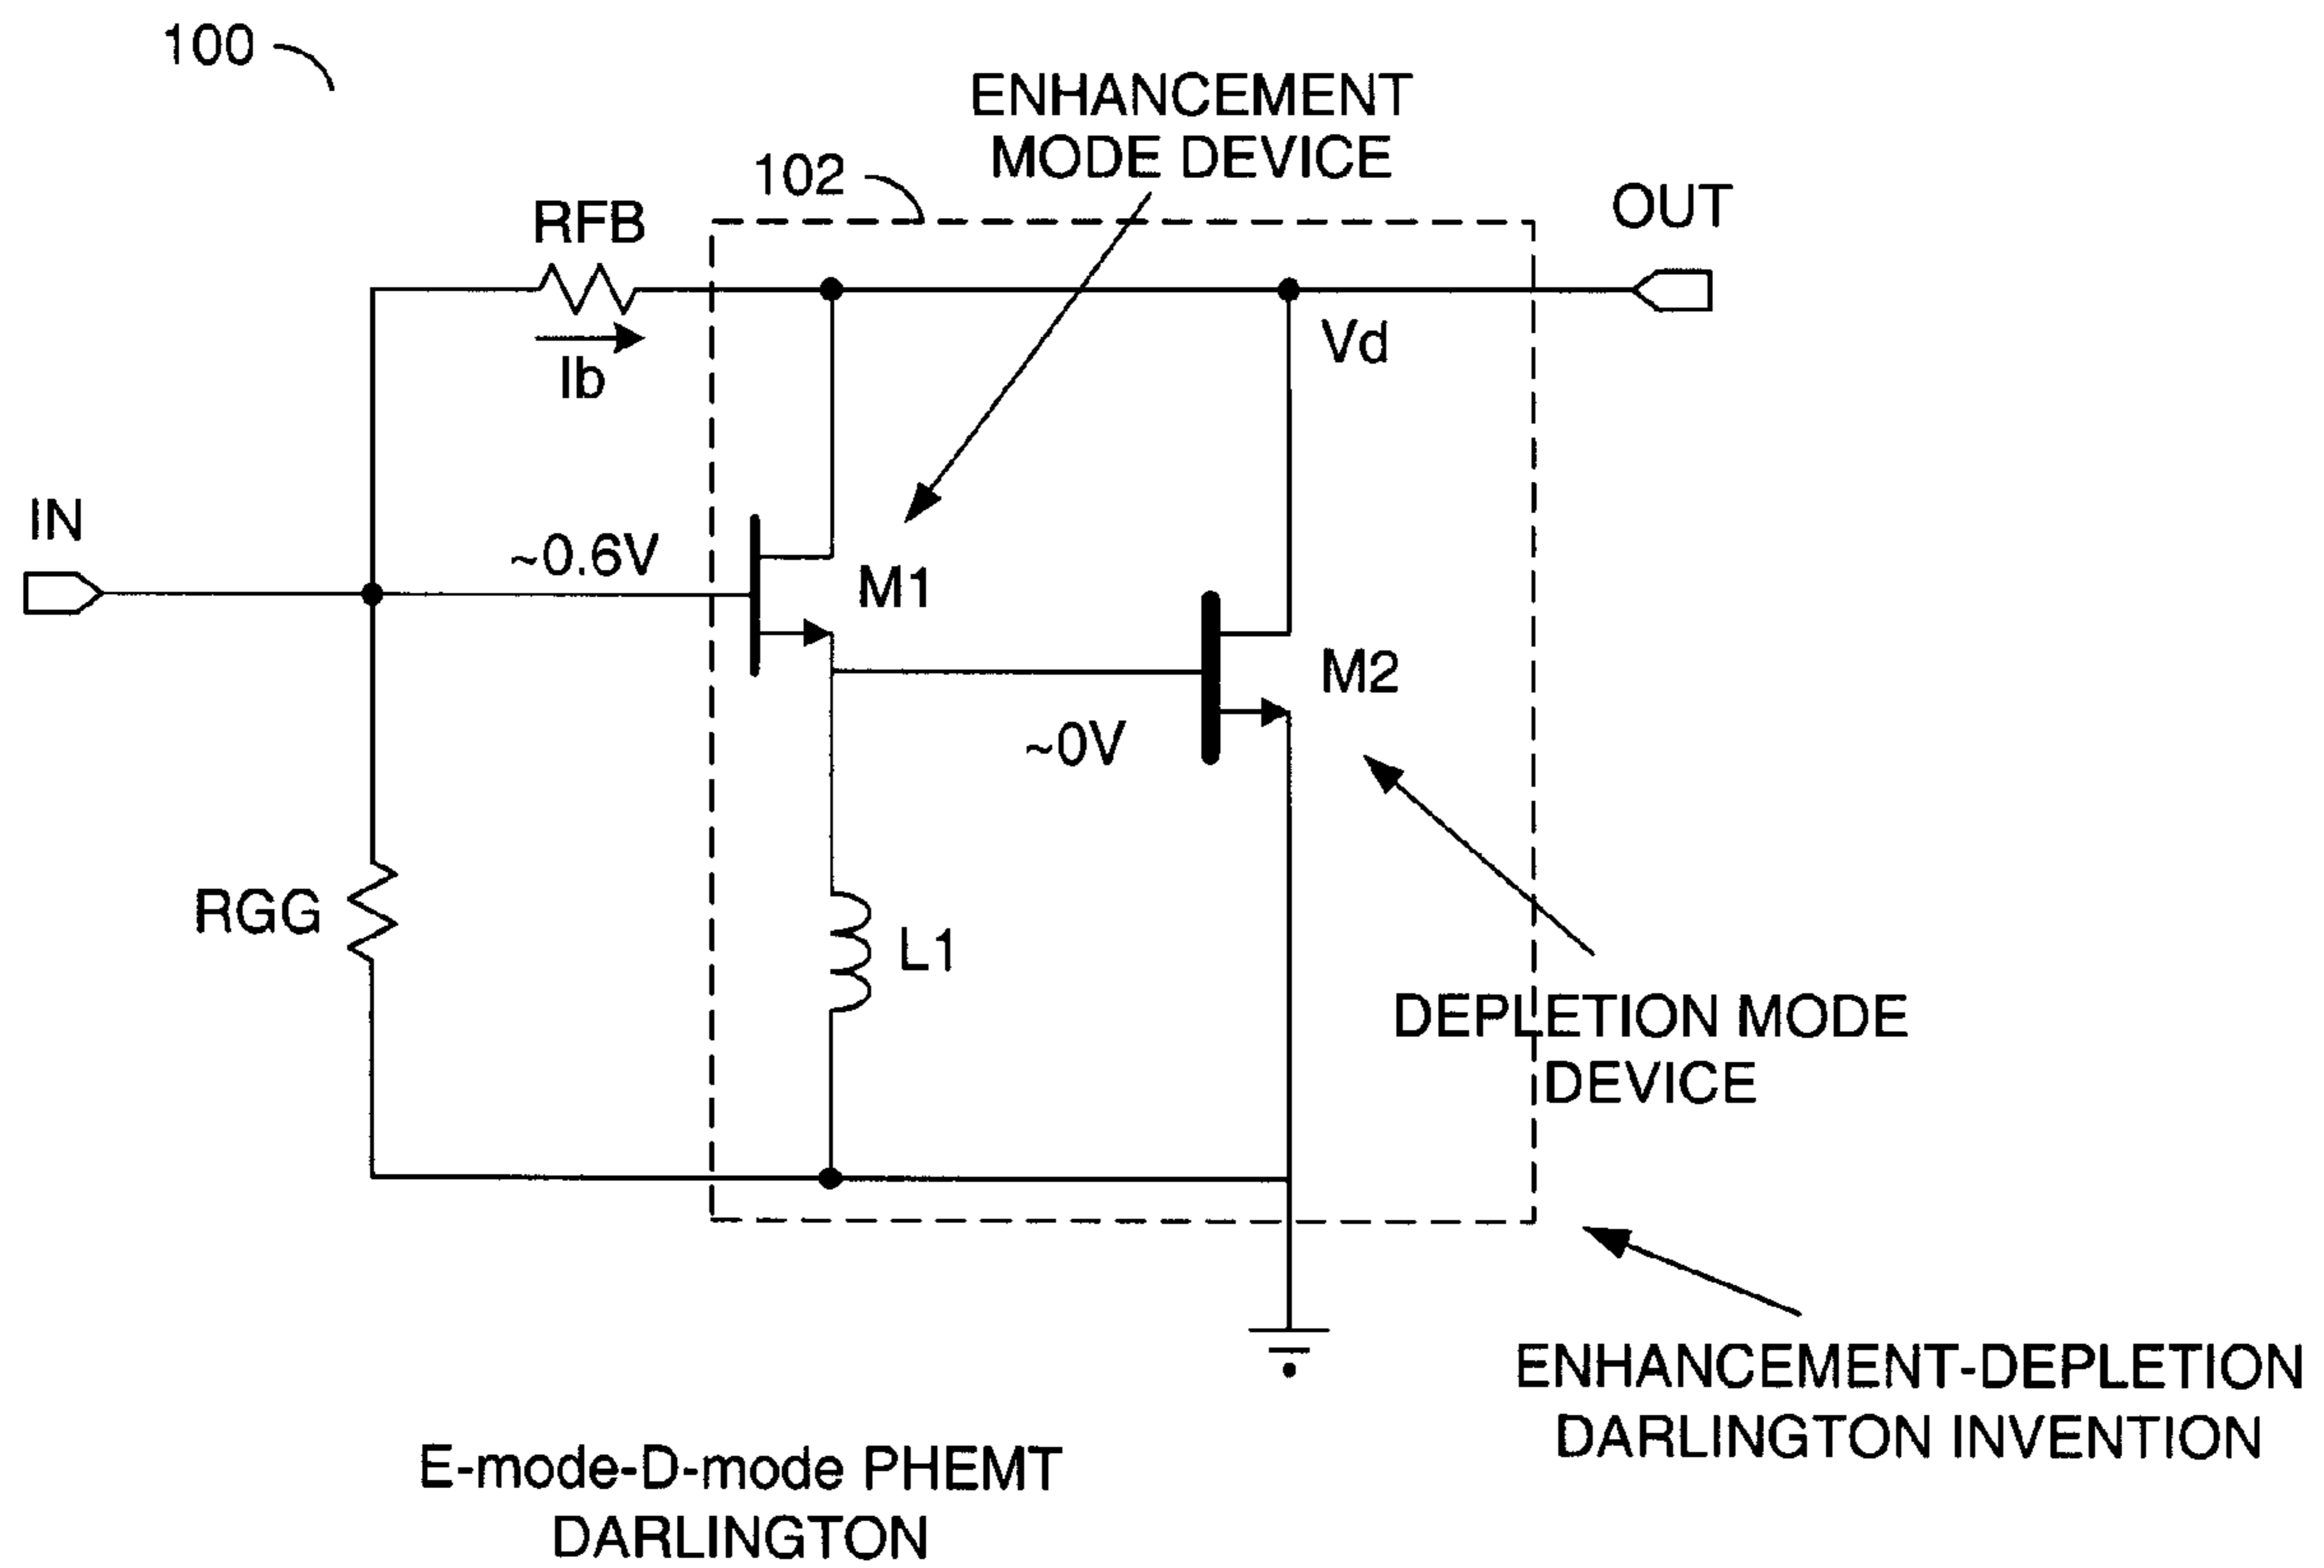 100
ENHANCEMENT
MODE DEVICE
102
RFB
OUT
Ib
Vd
IN
~0.6V
M1
M2
~0V
RGG
L1
DEPLETION MODE
DEVICE
ENHANCEMENT-DEPLETION
DARLINGTON INVENTION
E-mode-D-mode PHEMT
DARLINGTON